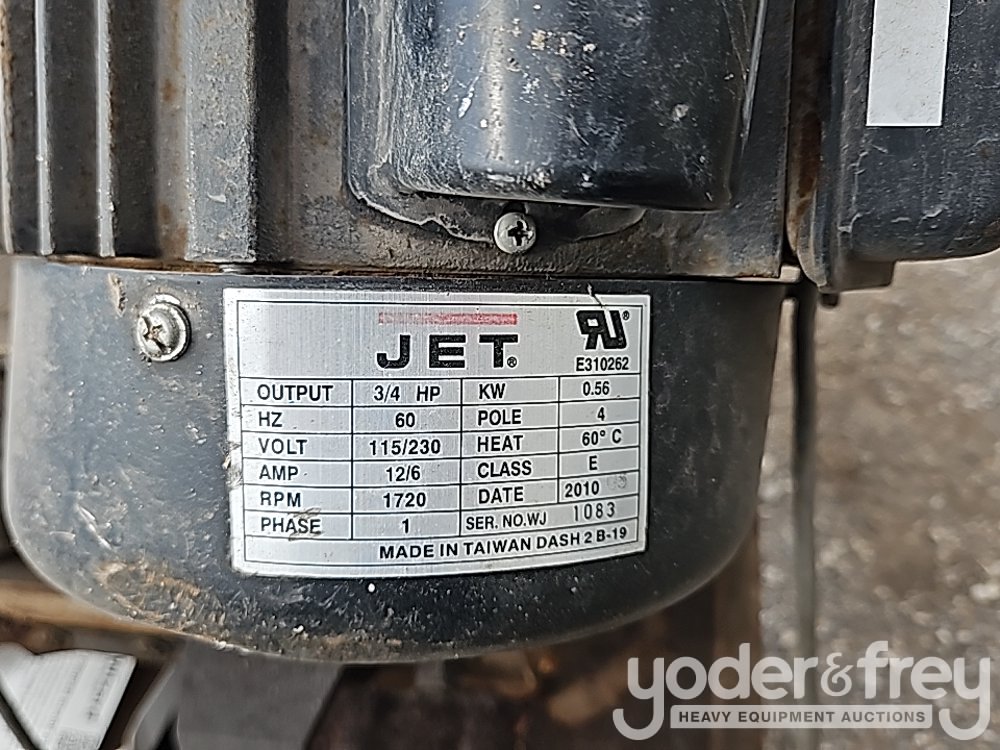 JET®
RU®
E310262
OUTPUT 3/4 HP KW 0.56
HZ 60 POLE 4
VOLT 115/230 HEAT 60° C
AMP 12/6 CLASS E
RPM 1720 DATE 2010
PHASE 1 SER. NO.WJ 1083
MADE IN TAIWAN DASH 2 B-19
yoder&frey
HEAVY EQUIPMENT AUCTIONS